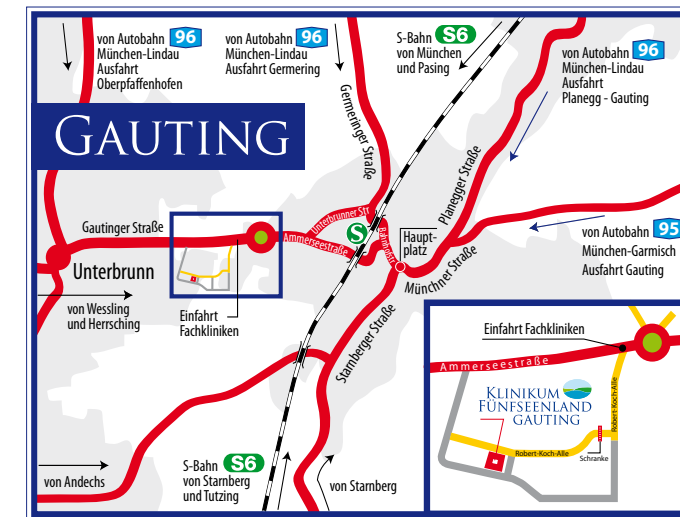 von Autobahn 96
München-Lindau
Ausfahrt
Oberpfaffenhofen
von Autobahn 96
München-Lindau
Ausfahrt Germering
S-Bahn S6
von München
und Pasing
von Autobahn 96
München-Lindau
Ausfahrt
Planegg - Gauting
GAUTING
Germeringer Straße
Planegger Straße
Gautinger Straße
Unterbrunner Str
Ammerseestraße
S
Bahnhofstr
Haupt-
platz
Münchner Straße
von Autobahn 95
München-Garmisch
Ausfahrt Gauting
Unterbrunn
von Wessling
und Herrsching
Einfahrt
Fachkliniken
Starnberger Straße
Einfahrt Fachkliniken
Ammerseestraße
KLINIKUM
FÜNFSEENLAND
GAUTING
Robert-Koch-Alle
Robert-Koch-Alle
Schranke
von Andechs
S-Bahn S6
von Starnberg
und Tutzing
von Starnberg